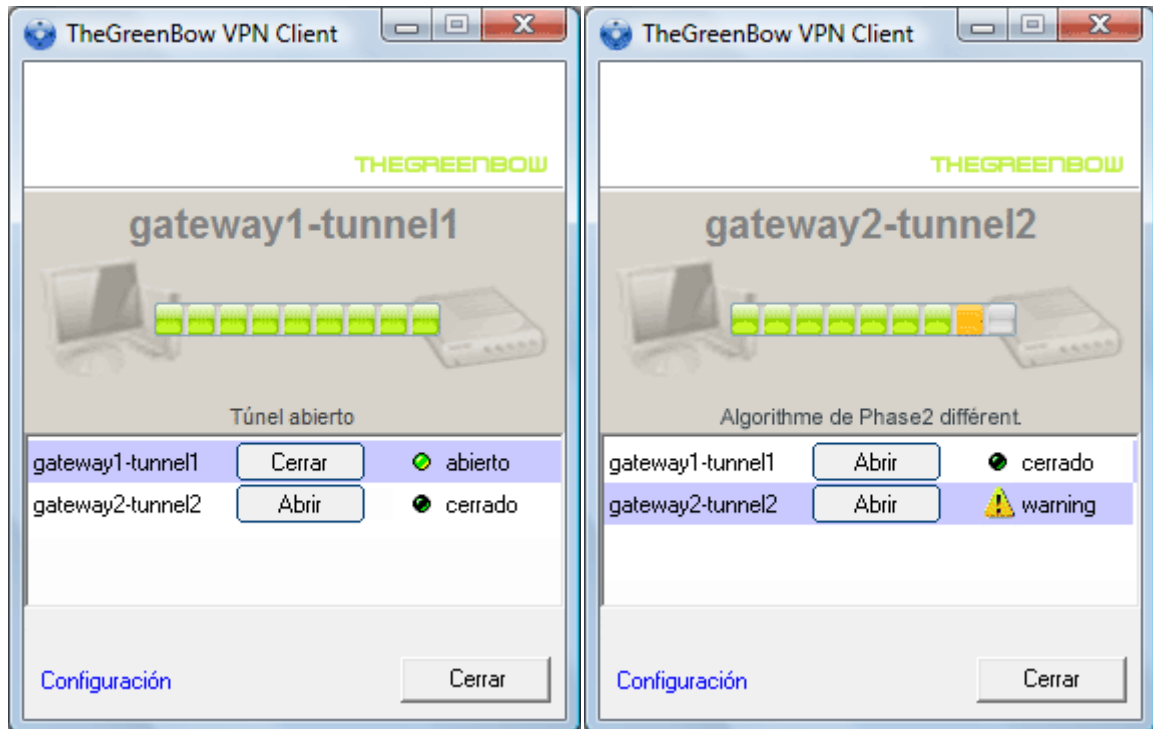 TheGreenBow VPN Client
THEGREENBOW
gateway1-tunnel1
Túnel abierto
gateway1-tunnel1 Cerrar abierto
gateway2-tunnel2 Abrir cerrado
Configuración Cerrar
TheGreenBow VPN Client
THEGREENBOW
gateway2-tunnel2
Algorithme de Phase2 différent.
gateway1-tunnel1 Abrir cerrado
gateway2-tunnel2 Abrir warning
Configuración Cerrar